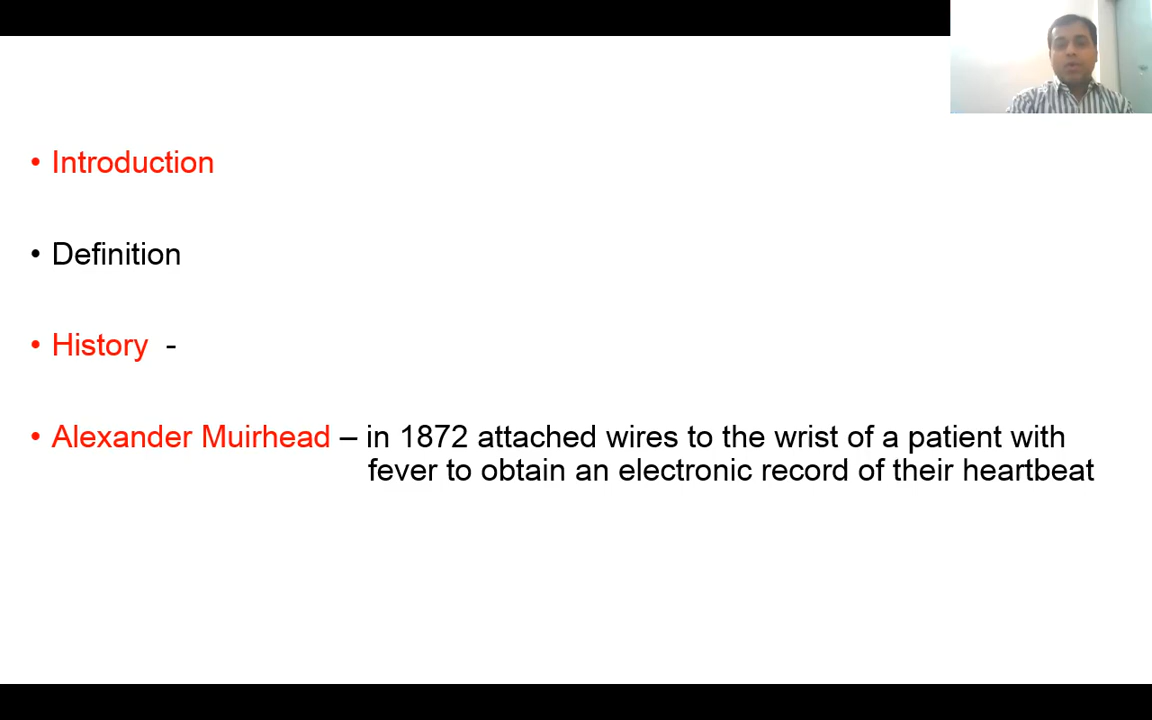 • Introduction
• Definition
• History -
• Alexander Muirhead – in 1872 attached wires to the wrist of a patient with
fever to obtain an electronic record of their heartbeat